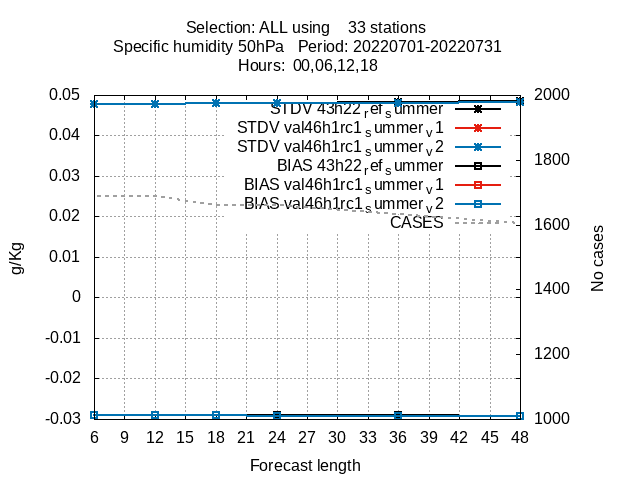 Selection: ALL using 33 stations
Specific humidity 50hPa Period: 20220701-20220731
Hours: 00,06,12,18
0.05
0.04
0.03
0.02
0.01
0
-0.01
-0.02
-0.03
g/Kg
2000
1800
1600
1400
1200
1000
No cases
STDV 43h22ref_summer
STDV val46h1rc1summerv1
STDV val46h1rc1summerv2
BIAS 43h22refsummer
BIAS val46h1rc1summerv1
BIAS val46h1rc1summerv2
CASES
6 9 12 15 18 21 24 27 30 33 36 39 42 45 48
Forecast length